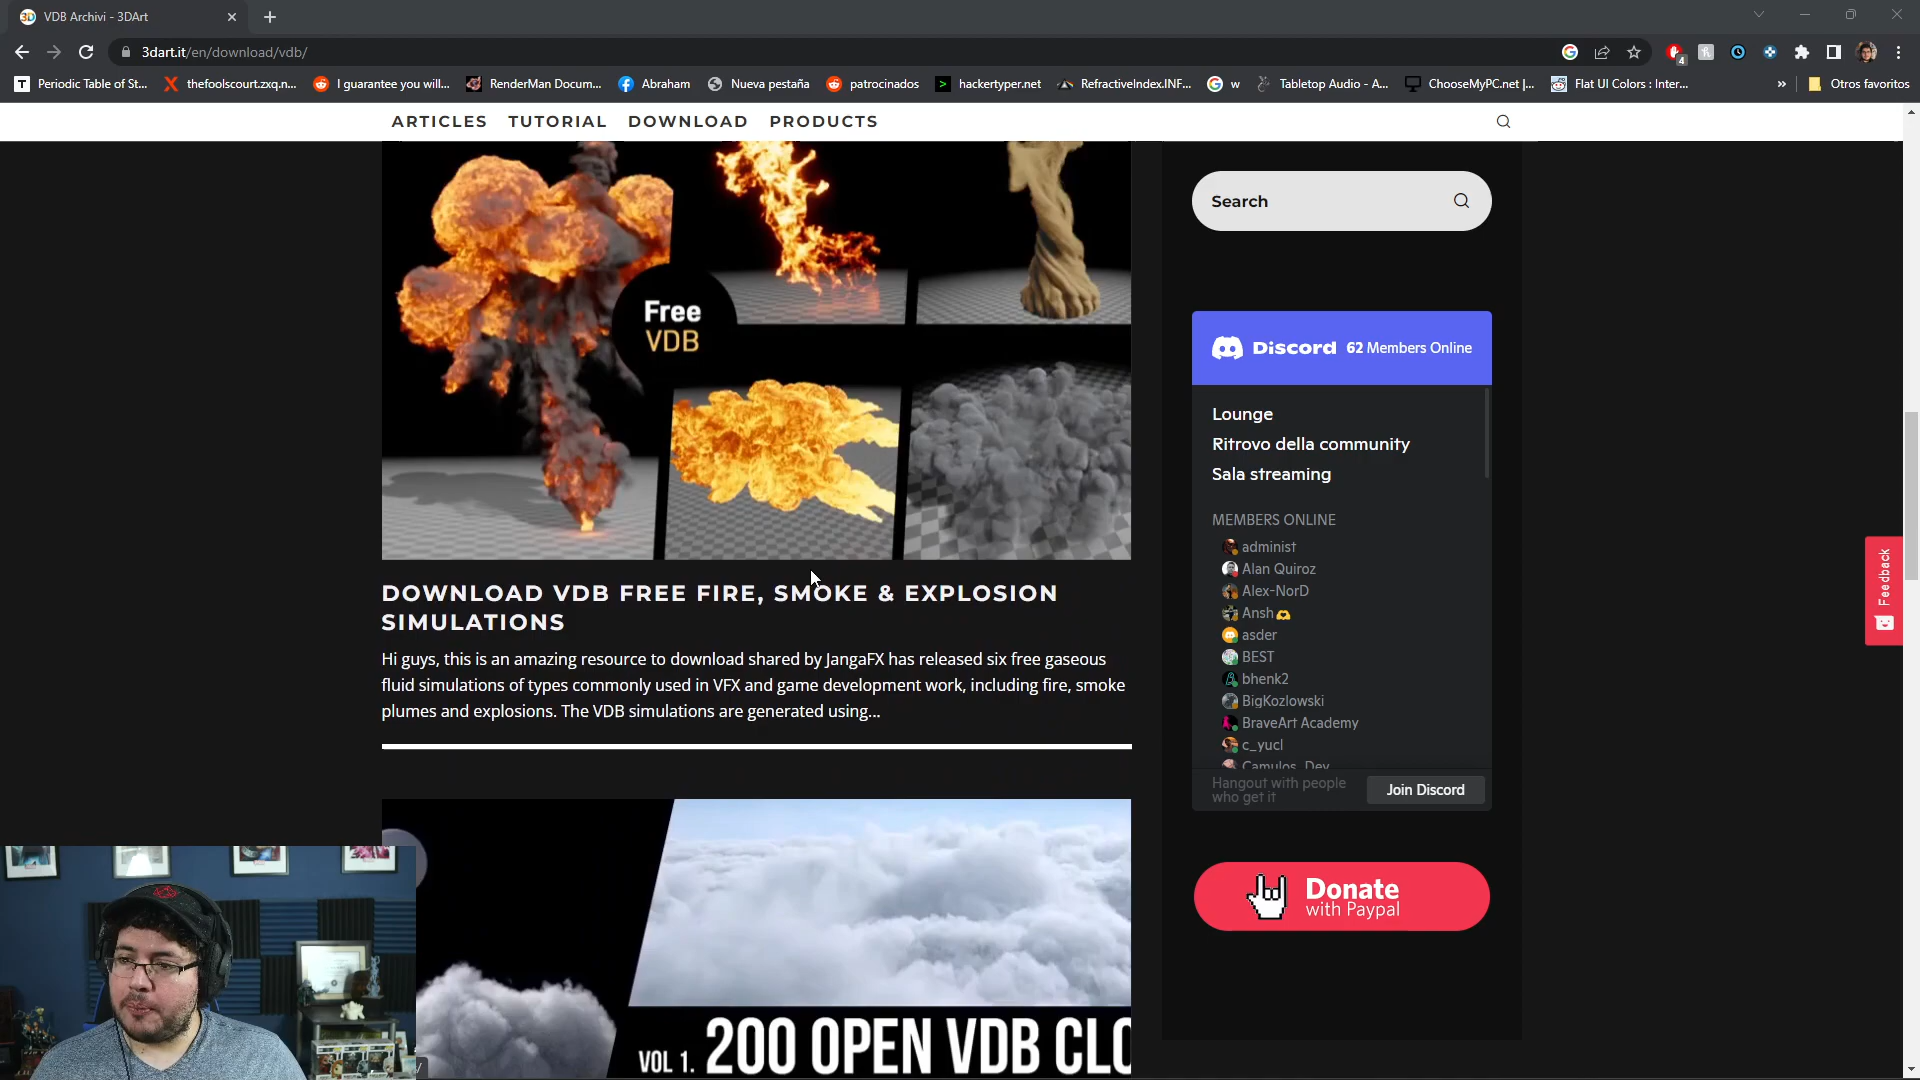 VDB Archivi - 3DArt
3dart.it/en/download/vdb/
4
Periodic Table of St...
thefoolscourt.zxq.n...
I guarantee you will...
RenderMan Docum...
Abraham
Nueva pestaña
patrocinados
hackertyper.net
RefractiveIndex.INF...
w
Tabletop Audio - A...
ChooseMyPC.net |...
Flat UI Colors : Inter...
»
Otros favoritos
ARTICLES TUTORIAL DOWNLOAD PRODUCTS
Free
VDB
DOWNLOAD VDB FREE FIRE, SMOKE & EXPLOSION
SIMULATIONS
Hi guys, this is an amazing resource to download shared by JangaFX has released six free gaseous
fluid simulations of types commonly used in VFX and game development work, including fire, smoke
plumes and explosions. The VDB simulations are generated using...
VOL 1. 200 OPEN VDB CLO
Search
Discord 62 Members Online
Lounge
Ritrovo della community
Sala streaming
MEMBERS ONLINE
administ
Alan Quiroz
Alex-NorD
Ansh
asder
BEST
bhenk2
BigKozlowski
BraveArt Academy
c_yucl
Camulos_Dev
Hangout with people
who get it
Join Discord
Donate
with Paypal
Feedback